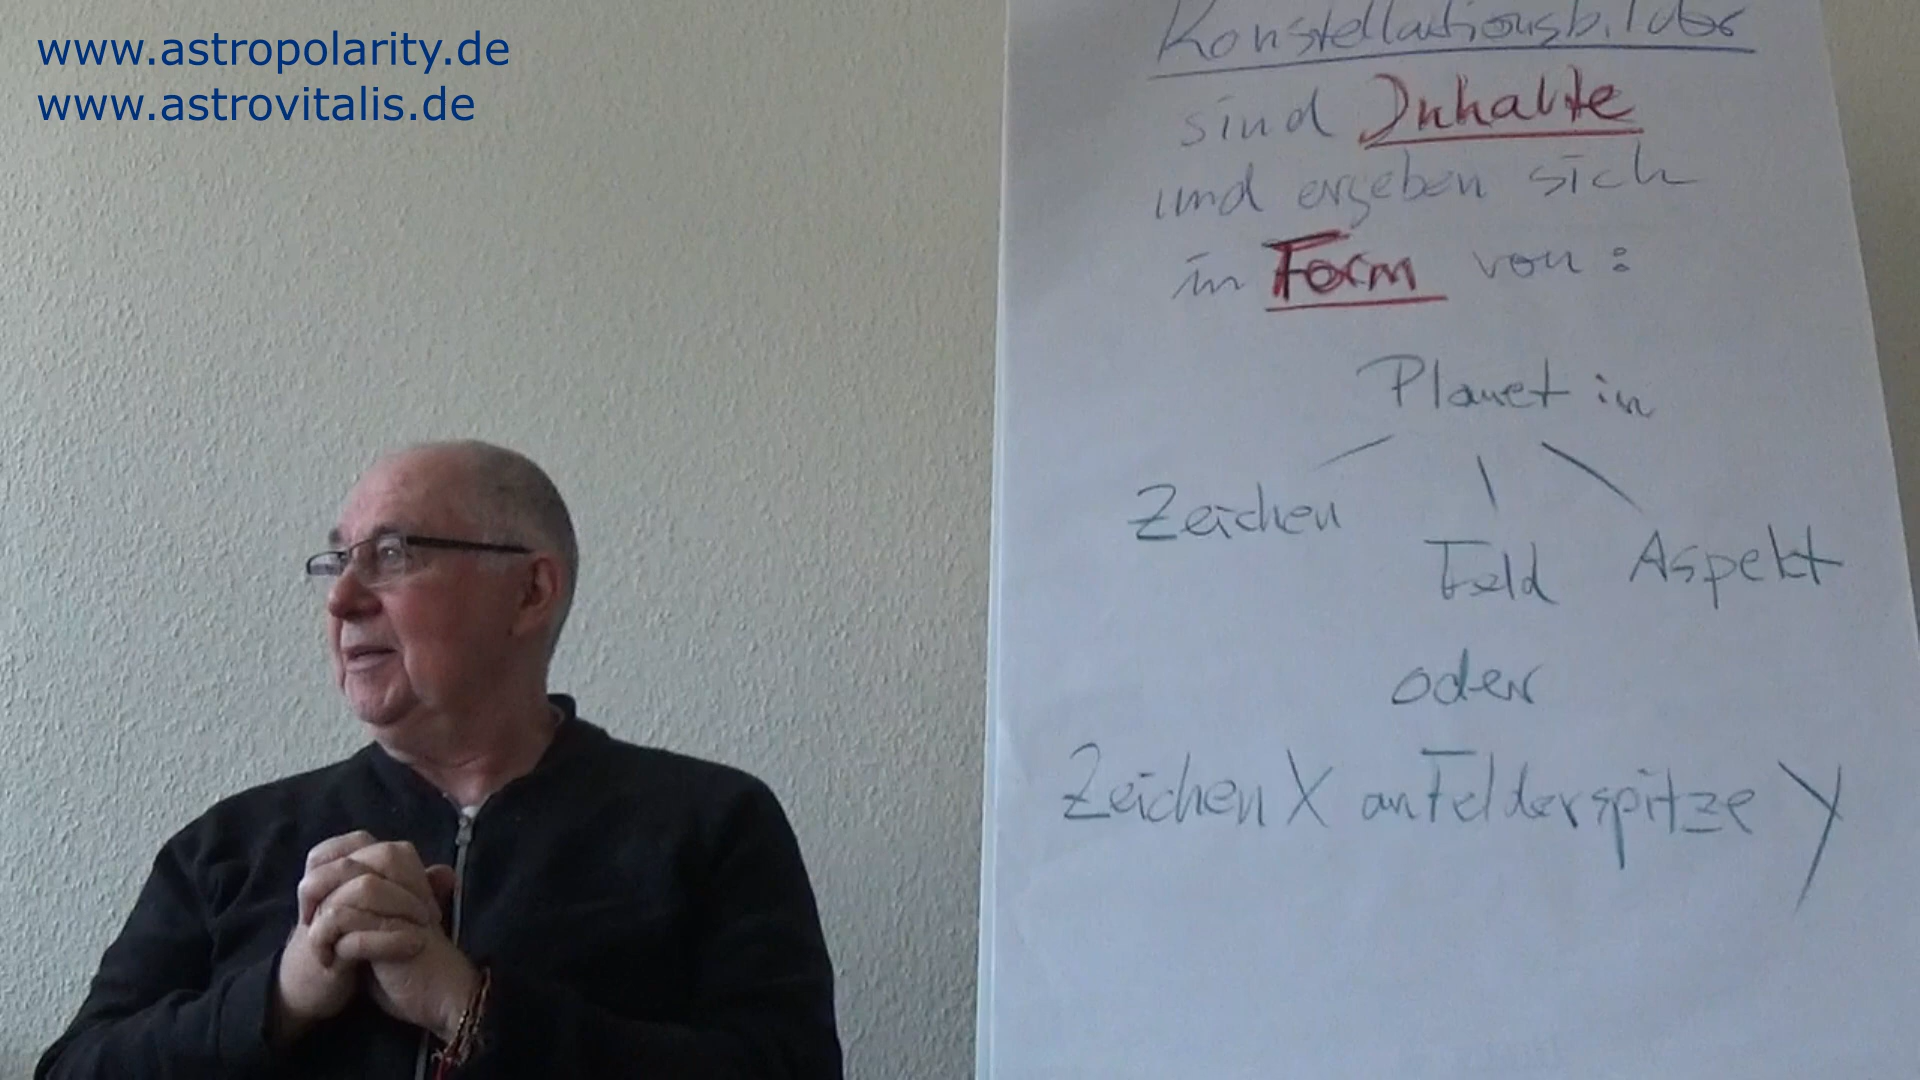 www.astropolarity.de
www.astrovitalis.de
Konstellationsbilder
sind Inhalte
und ergeben sich
in Form von:
Planet in
Zeichen
Feld
Aspekt
oder
Zeichen X an Felderspitze Y